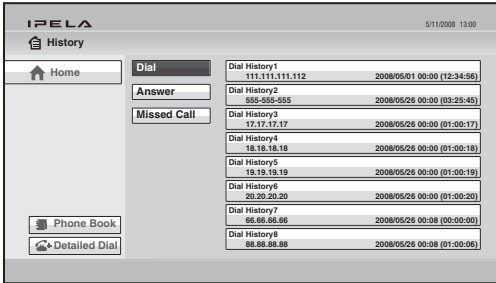 IPELA
5/11/2008 13:00
History
Home
Dial
Answer
Missed Call
Dial History1
111.111.111.112 2008/05/01 00:00 (12:34:56)
Dial History2
555-555-555 2008/05/26 00:00 (03:25:45)
Dial History3
17.17.17.17 2008/05/26 00:00 (01:00:17)
Dial History4
18.18.18.18 2008/05/26 00:00 (01:00:18)
Dial History5
19.19.19.19 2008/05/26 00:00 (01:00:19)
Dial History6
20.20.20.20 2008/05/26 00:00 (01:00:20)
Dial History7
66.66.66.66 2008/05/26 00:08 (00:00:00)
Dial History8
88.88.88.88 2008/05/26 00:08 (01:00:06)
Phone Book
Detailed Dial